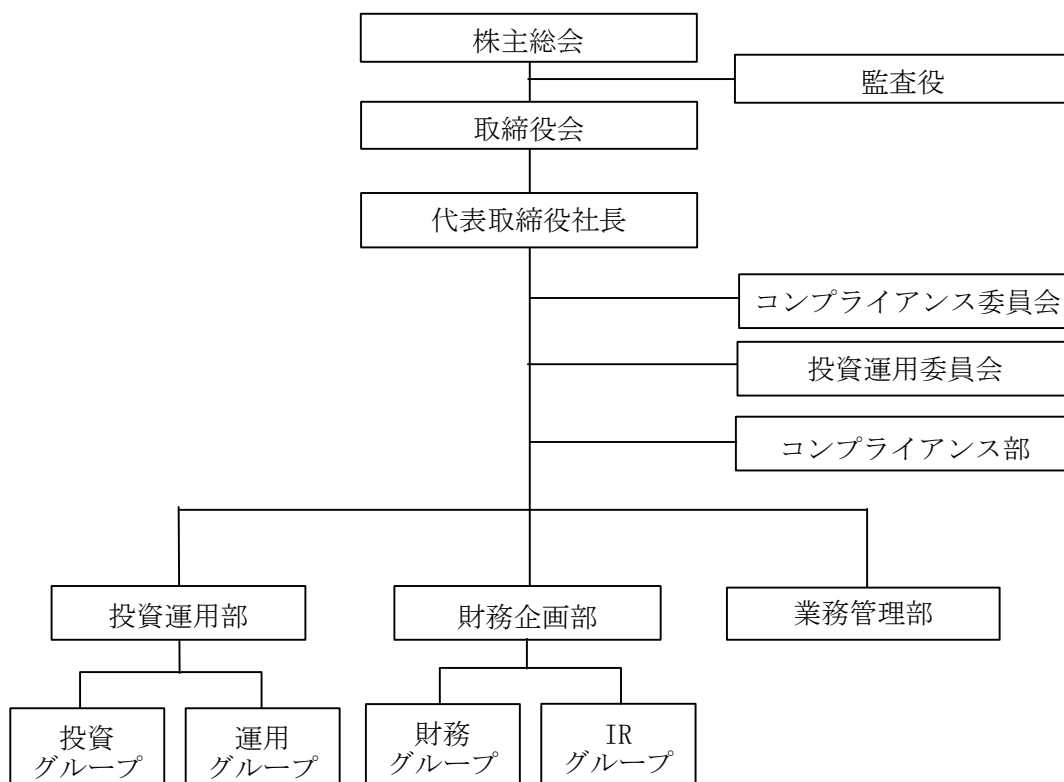 株主総会
監査役
取締役会
代表取締役社長
コンプライアンス委員会
投資運用委員会
コンプライアンス部
投資運用部
財務企画部
業務管理部
投資
グループ
運用
グループ
財務
グループ
IR
グループ